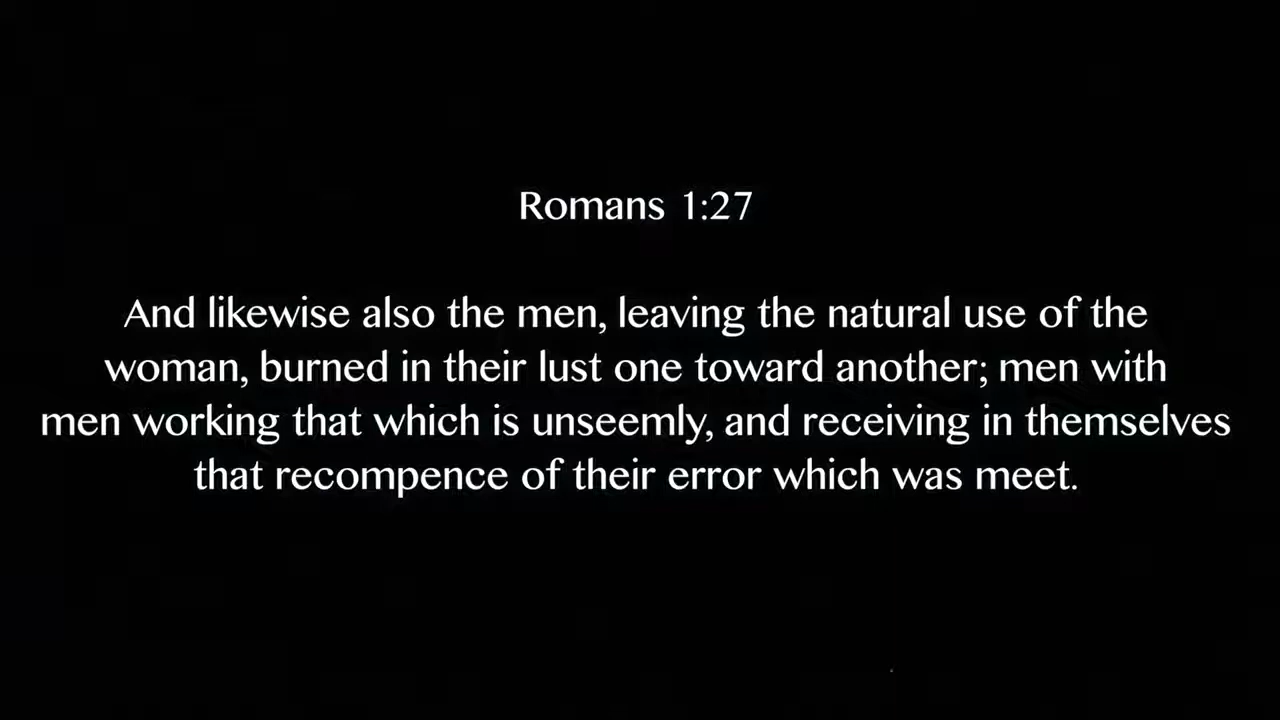 Romans 1:27
And likewise also the men, leaving the natural use of the
woman, burned in their lust one toward another; men with
men working that which is unseemly, and receiving in themselves
that recompence of their error which was meet.